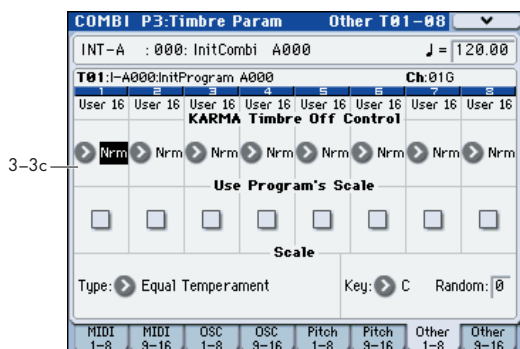 COMBI P3:Timbre Param Other T01-08
INT-A : 000: InitCombi A000 ♩ = 120.00
T01:I-A000:InitProgram A000 Ch:01G
1 2 3 4 5 6 7 8
User 16 User 16 User 16 User 16 User 16 User 16 User 16 User 16
KARMA Timbre Off Control
3–3c
Nrm Nrm Nrm Nrm Nrm Nrm Nrm Nrm
Use Program's Scale
Scale
Type: Equal Temperament Key: C Random: 0
MIDI 1-8 MIDI 9-16 OSC 1-8 OSC 9-16 Pitch 1-8 Pitch 9-16 Other 1-8 Other 9-16